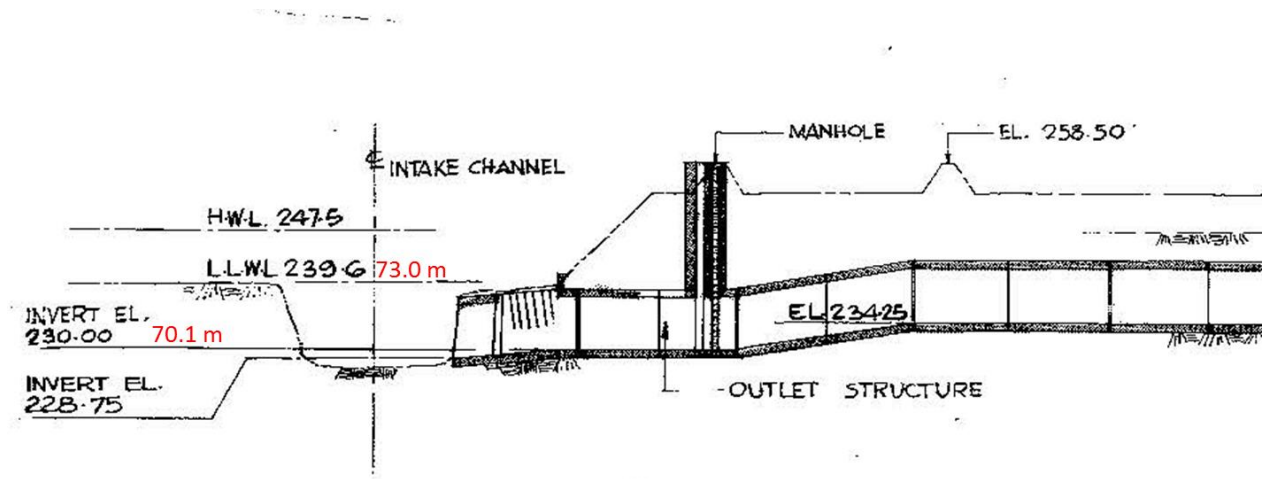 MANHOLE
EL. 258.50
℄ INTAKE CHANNEL
H.W.L. 247.5
L.L.W.L 239.6 73.0 m
INVERT EL.
230.00 70.1 m
EL. 234.25
INVERT EL.
228.75
-OUTLET STRUCTURE